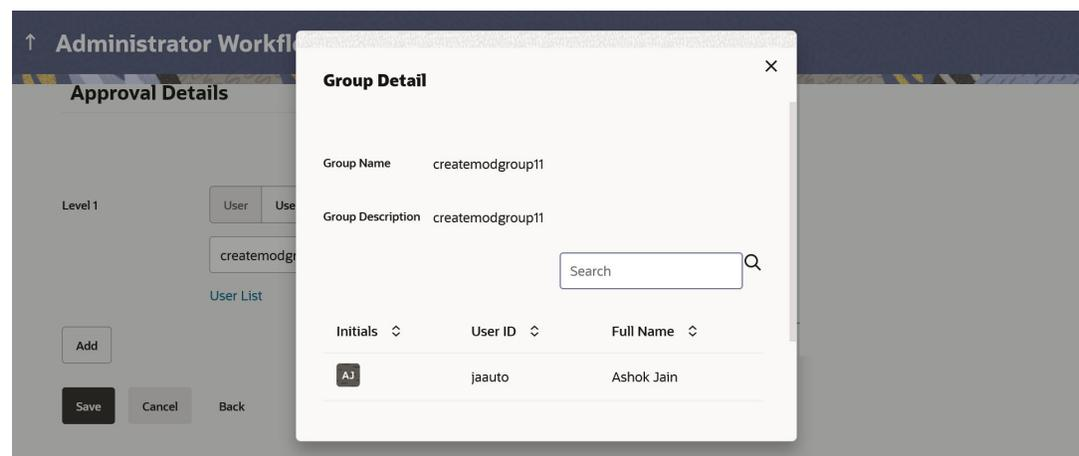 ↑ Administrator Workfl
Approval Details
Level 1
User Use
createmodgr
User List
Add
Save Cancel Back
Group Detail
Group Name createmodgroup11
Group Description createmodgroup11
Search
Initials User ID Full Name
AJ jaauto Ashok Jain